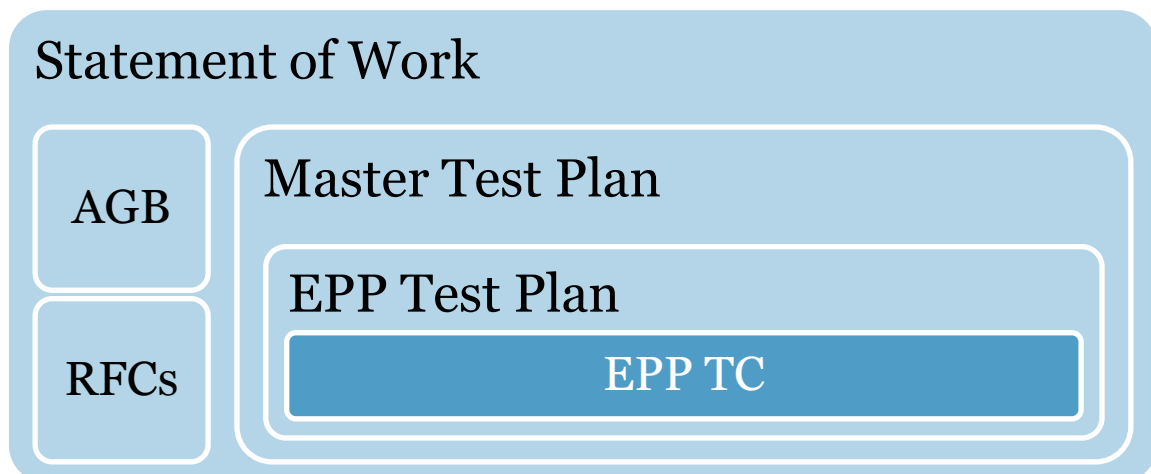 Statement of Work
AGB
RFCs
Master Test Plan
EPP Test Plan
EPP TC